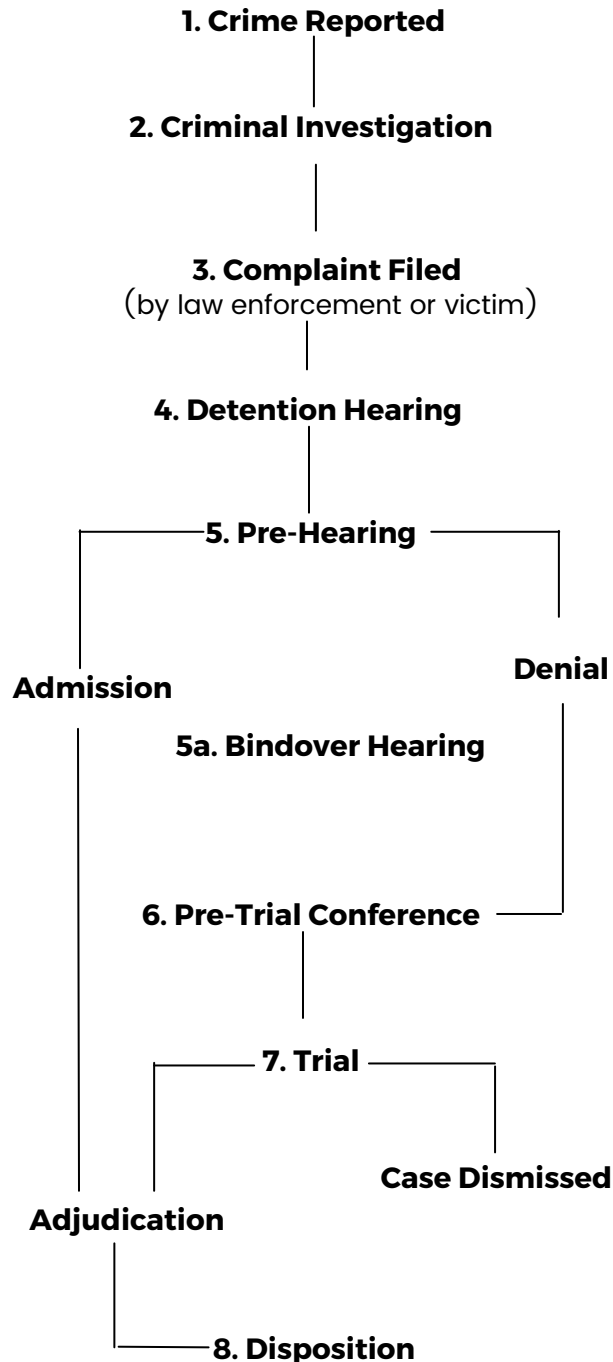 1. Crime Reported
2. Criminal Investigation
3. Complaint Filed
(by law enforcement or victim)
4. Detention Hearing
5. Pre-Hearing
Denial
Admission
5a. Bindover Hearing
6. Pre-Trial Conference
7. Trial
Case Dismissed
Adjudication
8. Disposition